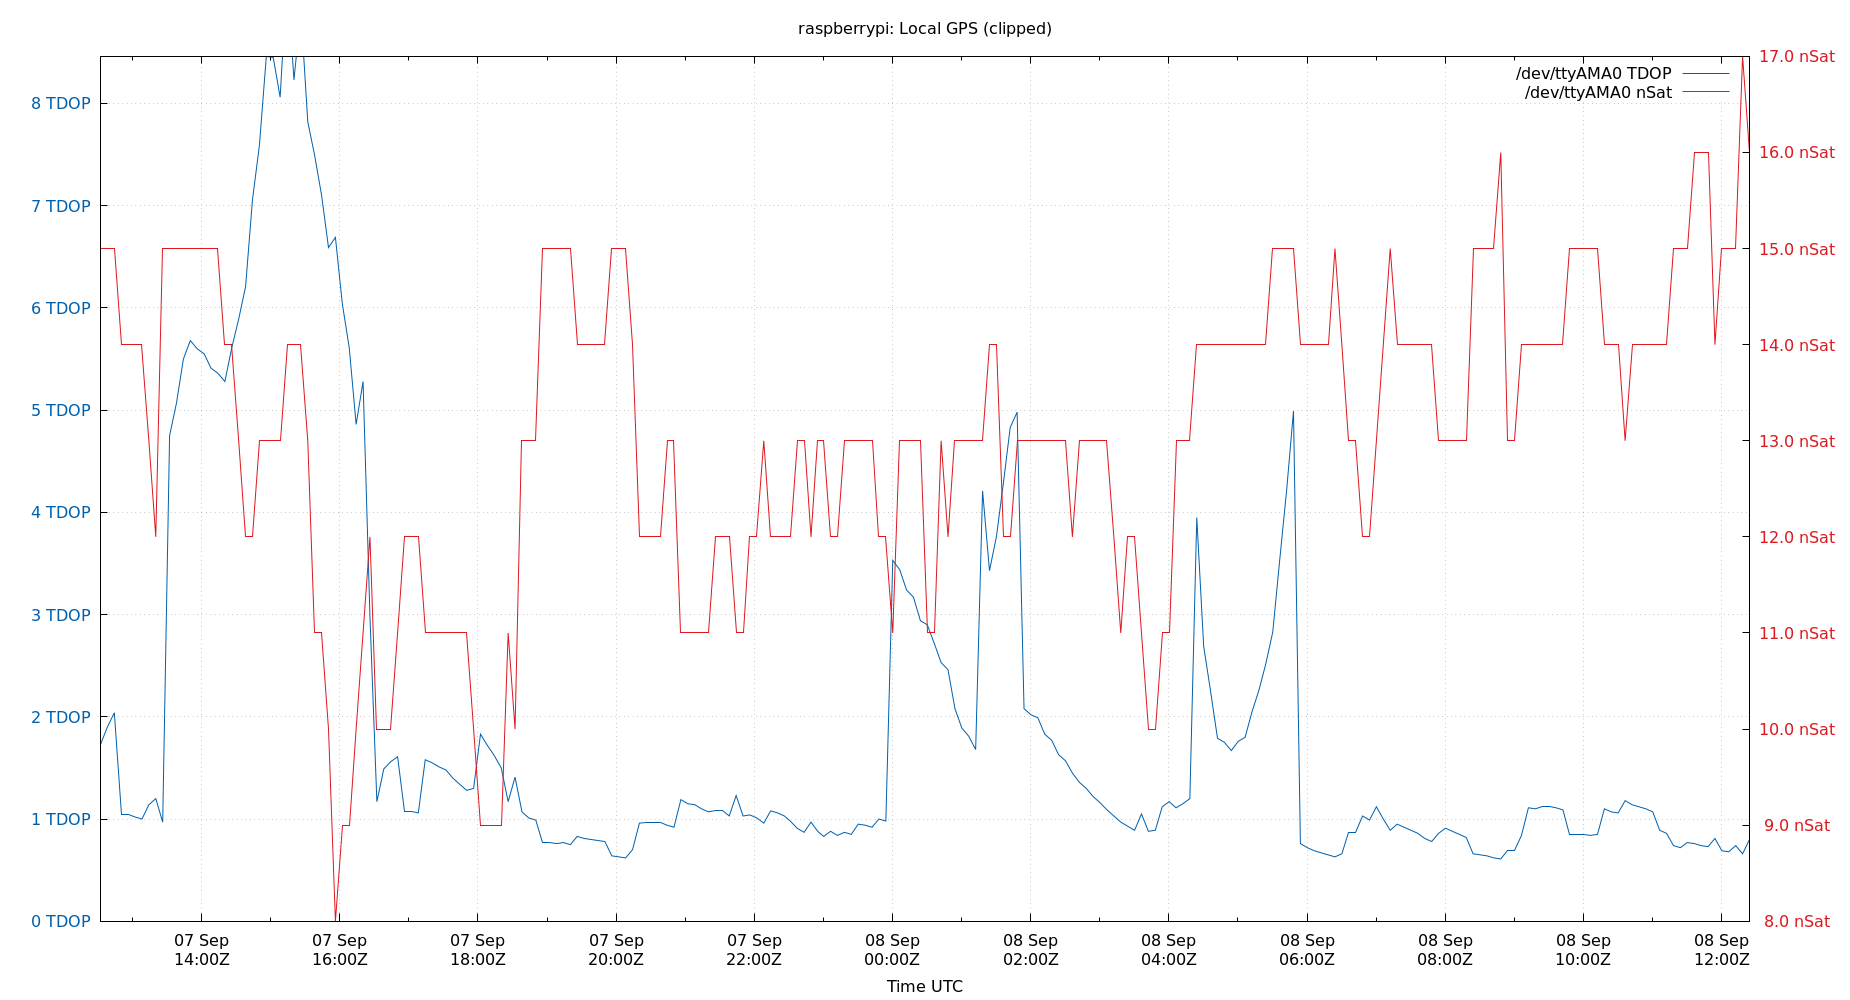 raspberrypi: Local GPS (clipped)
/dev/ttyAMA0 TDOP
/dev/ttyAMA0 nSat
8 TDOP
7 TDOP
6 TDOP
5 TDOP
4 TDOP
3 TDOP
2 TDOP
1 TDOP
0 TDOP
17.0 nSat
16.0 nSat
15.0 nSat
14.0 nSat
13.0 nSat
12.0 nSat
11.0 nSat
10.0 nSat
9.0 nSat
8.0 nSat
07 Sep 07 Sep 07 Sep 07 Sep 07 Sep 08 Sep 08 Sep 08 Sep 08 Sep 08 Sep 08 Sep 08 Sep
14:00Z 16:00Z 18:00Z 20:00Z 22:00Z 00:00Z 02:00Z 04:00Z 06:00Z 08:00Z 10:00Z 12:00Z
Time UTC